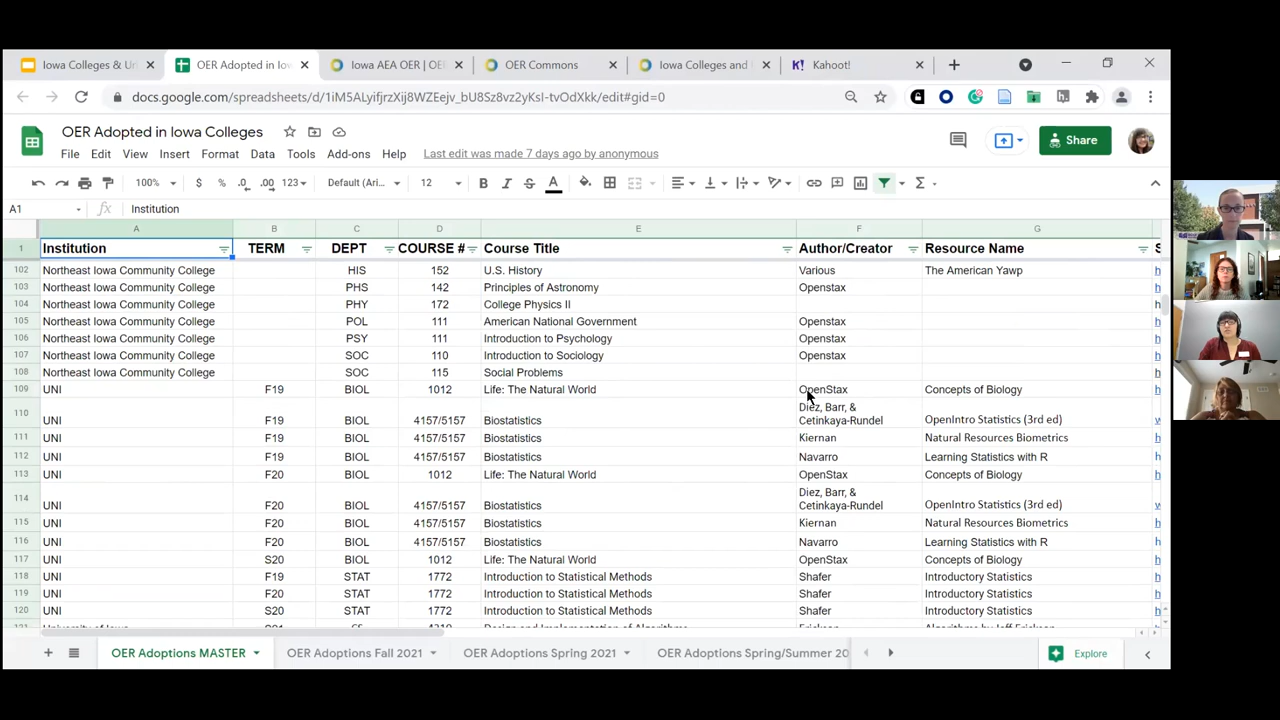 Iowa Colleges & Un
OER Adopted in Iow
Iowa AEA OER | OE
OER Commons
Iowa Colleges and
K! Kahoot!
docs.google.com/spreadsheets/d/1iM5ALyifjrzXij8WZEejv_bU8Sz8vz2yKsI-tvOdXkk/edit#gid=0
OER Adopted in Iowa Colleges
File Edit View Insert Format Data Tools Add-ons Help Last edit was made 7 days ago by anonymous
Share
100% $ % .0 .00 123 Default (Ari... 12 B I S A
A1 fx Institution
A B C D E F G
1 Institution TERM DEPT COURSE # Course Title Author/Creator Resource Name
102 Northeast Iowa Community College HIS 152 U.S. History Various The American Yawp
103 Northeast Iowa Community College PHS 142 Principles of Astronomy Openstax
104 Northeast Iowa Community College PHY 172 College Physics II
105 Northeast Iowa Community College POL 111 American National Government Openstax
106 Northeast Iowa Community College PSY 111 Introduction to Psychology Openstax
107 Northeast Iowa Community College SOC 110 Introduction to Sociology Openstax
108 Northeast Iowa Community College SOC 115 Social Problems
109 UNI F19 BIOL 1012 Life: The Natural World OpenStax Concepts of Biology
Diez, Barr, &
110 UNI F19 BIOL 4157/5157 Biostatistics Cetinkaya-Rundel OpenIntro Statistics (3rd ed)
111 UNI F19 BIOL 4157/5157 Biostatistics Kiernan Natural Resources Biometrics
112 UNI F19 BIOL 4157/5157 Biostatistics Navarro Learning Statistics with R
113 UNI F20 BIOL 1012 Life: The Natural World OpenStax Concepts of Biology
Diez, Barr, &
114 UNI F20 BIOL 4157/5157 Biostatistics Cetinkaya-Rundel OpenIntro Statistics (3rd ed)
115 UNI F20 BIOL 4157/5157 Biostatistics Kiernan Natural Resources Biometrics
116 UNI F20 BIOL 4157/5157 Biostatistics Navarro Learning Statistics with R
117 UNI S20 BIOL 1012 Life: The Natural World OpenStax Concepts of Biology
118 UNI F19 STAT 1772 Introduction to Statistical Methods Shafer Introductory Statistics
119 UNI F20 STAT 1772 Introduction to Statistical Methods Shafer Introductory Statistics
120 UNI S20 STAT 1772 Introduction to Statistical Methods Shafer Introductory Statistics
OER Adoptions MASTER OER Adoptions Fall 2021 OER Adoptions Spring 2021 OER Adoptions Spring/Summer 20 Explore